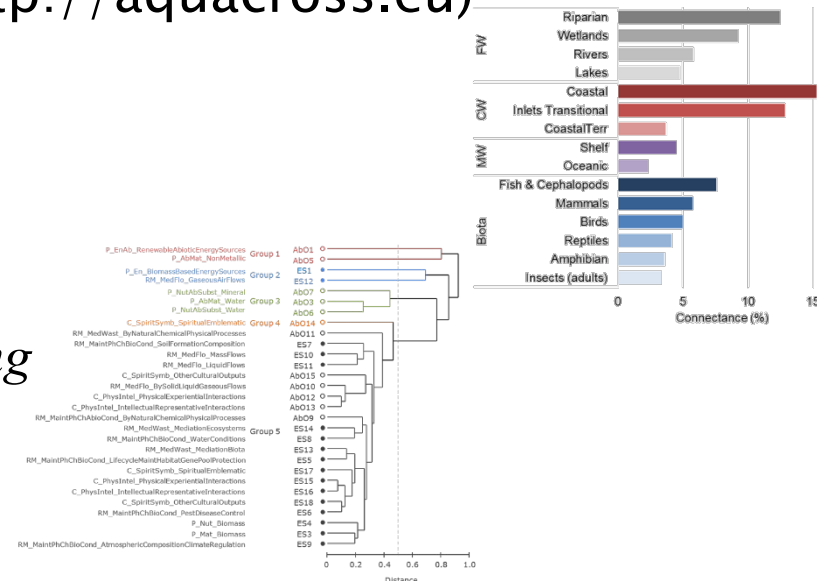 tp://aquacross.eu)
FW
Riparian
Wetlands
Rivers
Lakes
CW
Coastal
Inlets Transitional
CoastalTerr
MW
Shelf
Oceanic
Biota
Fish & Cephalopods
Mammals
Birds
Reptiles
Amphibian
Insects (adults)
0 5 10 15
Connectance (%)
P_EnAb_RenewableAbioticEnergySources AbO1
Group 1
P_AbMat_NonMetallic AbO5
P_En_BiomassBasedEnergySources ES1
Group 2
RM_MedFlo_GaseousAirFlows ES12
P_NutAbSubst_Mineral AbO7
P_AbMat_Water Group 3 AbO3
P_NutAbSubst_Water AbO6
C_SpiritSymb_SpiritualEmblematic Group 4 AbO14
RM_MedWast_ByNaturalChemicalPhysicalProcesses AbO11
RM_MaintPhChBioCond_SoilFormationComposition ES7
RM_MedFlo_MassFlows ES10
RM_MedFlo_LiquidFlows ES11
C_SpiritSymb_OtherCulturalOutputs AbO15
RM_MedFlo_BySolidLiquidGaseousFlows AbO10
C_PhysIntel_PhysicalExperientialInteractions AbO12
C_PhysIntel_IntellectualRepresentativeInteractions AbO13
RM_MaintPhChAbioCond_ByNaturalChemicalPhysicalProcesses AbO9
RM_MedWast_MediationEcosystems Group 5 ES14
RM_MaintPhChBioCond_WaterConditions ES8
RM_MedWast_MediationBiota ES13
RM_MaintPhChBioCond_LifecycleMaintHabitatGenePoolProtection ES5
C_SpiritSymb_SpiritualEmblematic ES17
C_PhysIntel_PhysicalExperientialInteractions ES15
C_PhysIntel_IntellectualRepresentativeInteractions ES16
C_SpiritSymb_OtherCulturalOutputs ES18
RM_MaintPhChBioCond_PestDiseaseControl ES6
P_Nut_Biomass ES4
P_Mat_Biomass ES3
RM_MaintPhChBioCond_AtmosphericCompositionClimateRegulation ES9
0 0.2 0.4 0.6 0.8 1.0
Distance